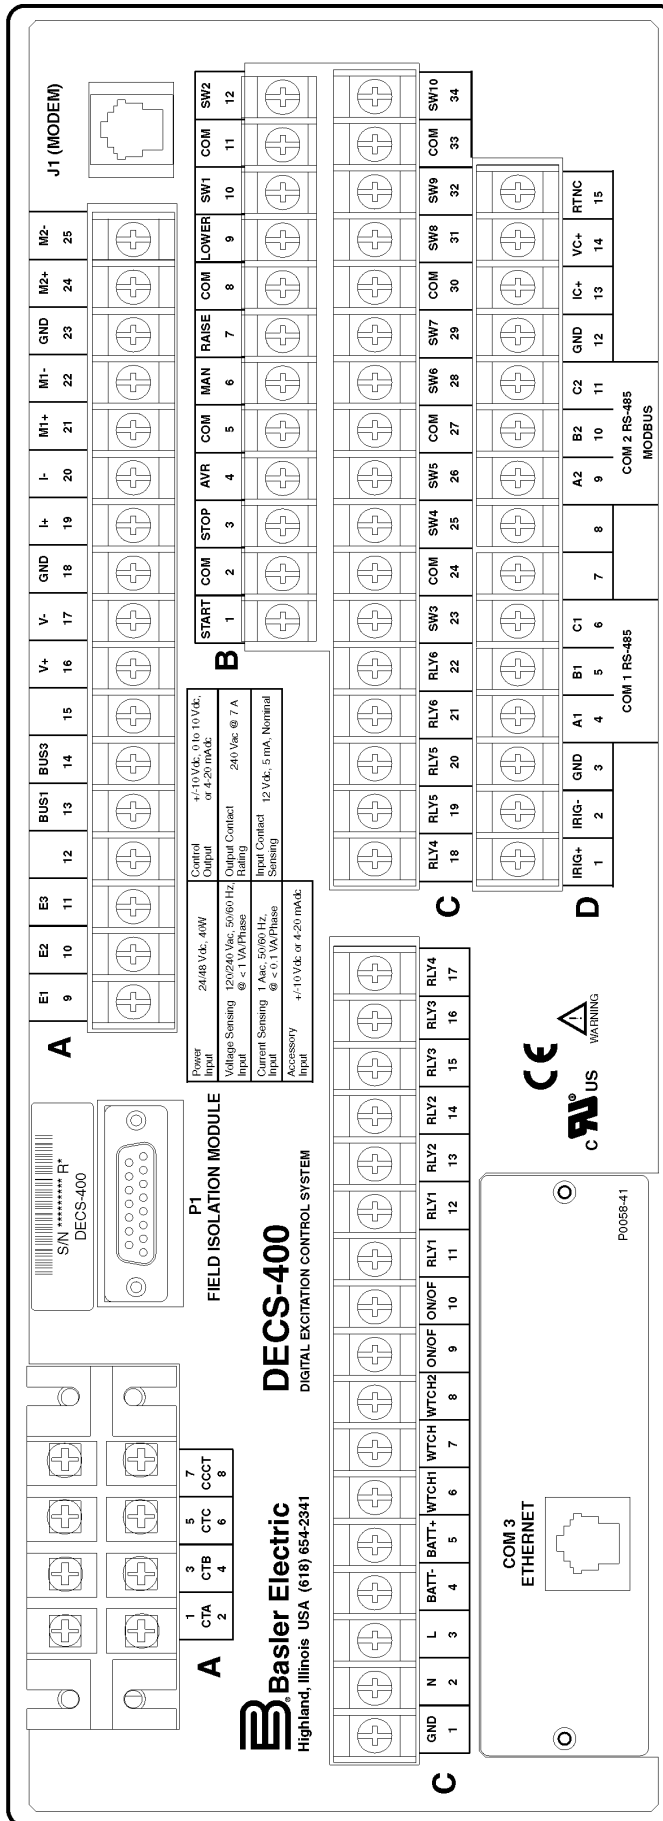 S/N ********* R*
DECS-400
J1 (MODEM)
1 3 5 7
CTA CTB CTC CCCT
2 4 6 8
A
P1
FIELD ISOLATION MODULE
E1 E2 E3 BUS1 BUS3 V+ V- GND I+ I- M1+ M1- GND M2+ M2-
9 10 11 12 13 14 15 16 17 18 19 20 21 22 23 24 25
A
Basler Electric
Highland, Illinois USA (618) 654-2341
DECS-400
DIGITAL EXCITATION CONTROL SYSTEM
Power Input
24/48 Vdc, 40W
Voltage Sensing Input
120/240 Vac, 50/60 Hz,
@ < 1 VA/Phase
Current Sensing Input
1 Aac, 50/60 Hz,
@ < 0.1 VA/Phase
Accessory Input
+/-10 Vdc or 4-20 mAdc
Control Output
+/-10 Vdc, 0 to 10 Vdc,
or 4-20 mAdc
Output Contact Rating
240 Vac @ 7 A
Input Contact Sensing
12 Vdc, 5 mA, Nominal
START COM STOP AVR COM MAN RAISE COM LOWER SW1 COM SW2
1 2 3 4 5 6 7 8 9 10 11 12
B
GND N L BATT- BATT+ WTCH1 WTCH WTCH2 ON/OF ON/OF RLY1 RLY1 RLY2 RLY2 RLY3 RLY3 RLY4
1 2 3 4 5 6 7 8 9 10 11 12 13 14 15 16 17
C
RLY4 RLY5 RLY5 RLY6 RLY6 SW3 COM SW4 SW5 COM SW6 SW7 COM SW8 SW9 COM SW10
18 19 20 21 22 23 24 25 26 27 28 29 30 31 32 33 34
C
COM 3
ETHERNET
P0058-41
CE
C UL ® US
WARNING
IRIG+ IRIG- GND A1 B1 C1 A2 B2 C2 GND IC+ VC+ RTNC
1 2 3 4 5 6 7 8 9 10 11 12 13 14 15
COM 1 RS-485
COM 2 RS-485
MODBUS
D